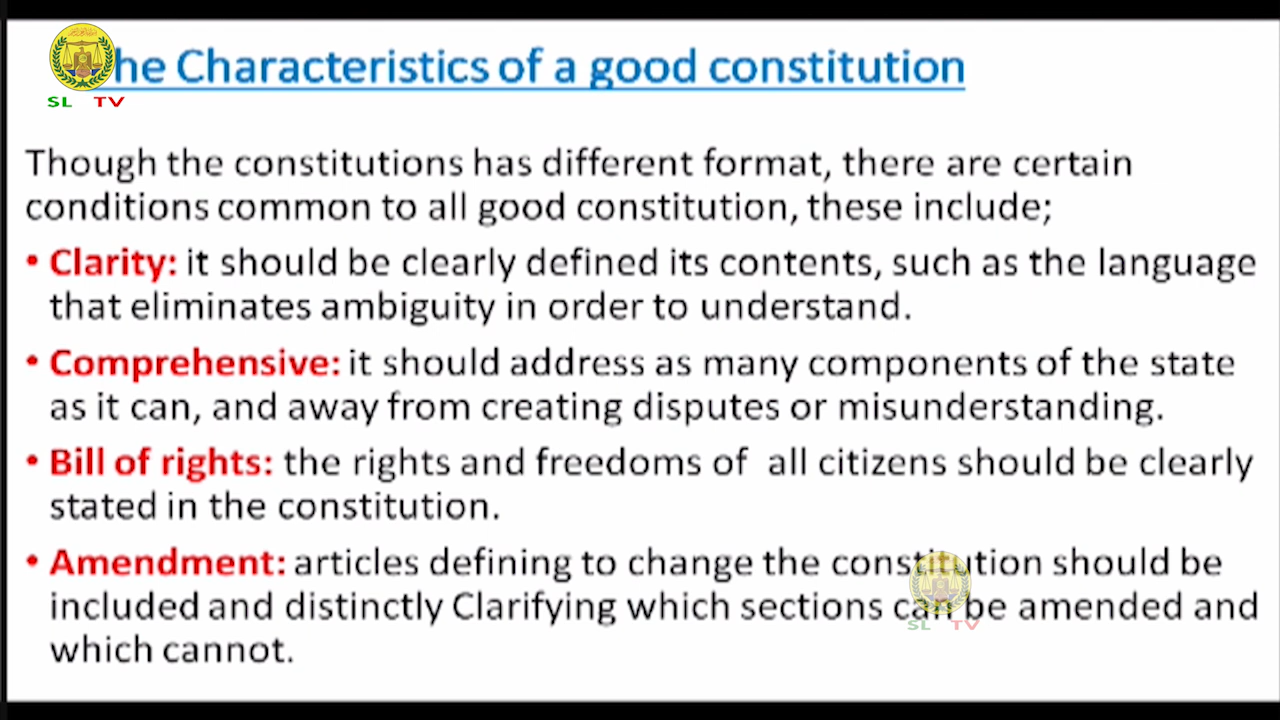 SL TV
he Characteristics of a good constitution
Though the constitutions has different format, there are certain
conditions common to all good constitution, these include;
• Clarity: it should be clearly defined its contents, such as the language
that eliminates ambiguity in order to understand.
• Comprehensive: it should address as many components of the state
as it can, and away from creating disputes or misunderstanding.
• Bill of rights: the rights and freedoms of all citizens should be clearly
stated in the constitution.
• Amendment: articles defining to change the constitution should be
included and distinctly Clarifying which sections can be amended and
which cannot.
SL TV